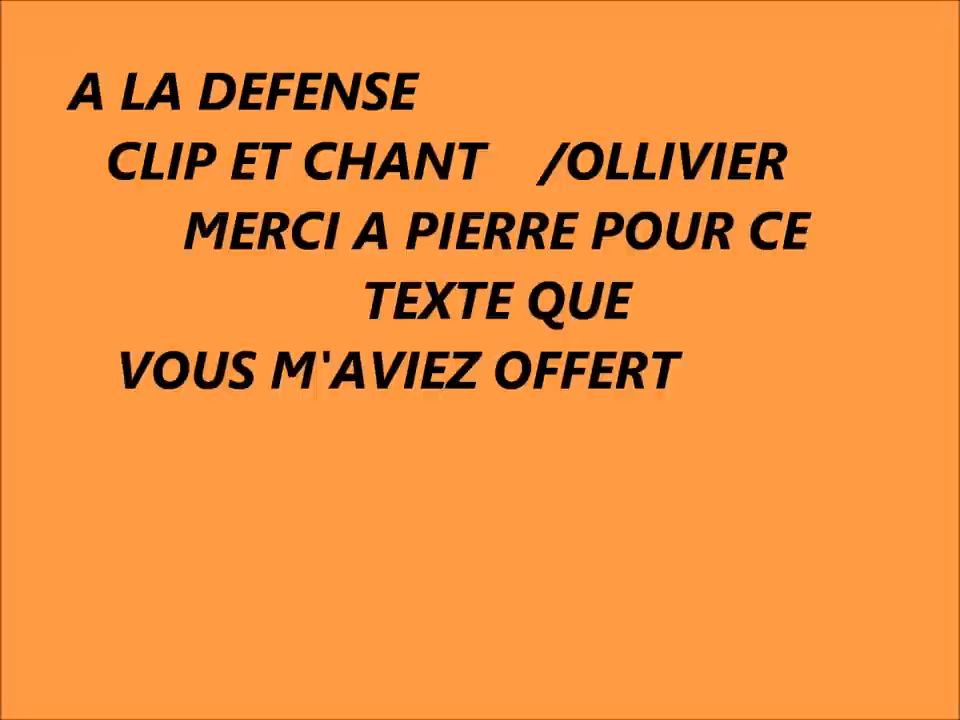 A LA DEFENSE
CLIP ET CHANT /OLLIVIER
MERCI A PIERRE POUR CE
TEXTE QUE
VOUS M'AVIEZ OFFERT